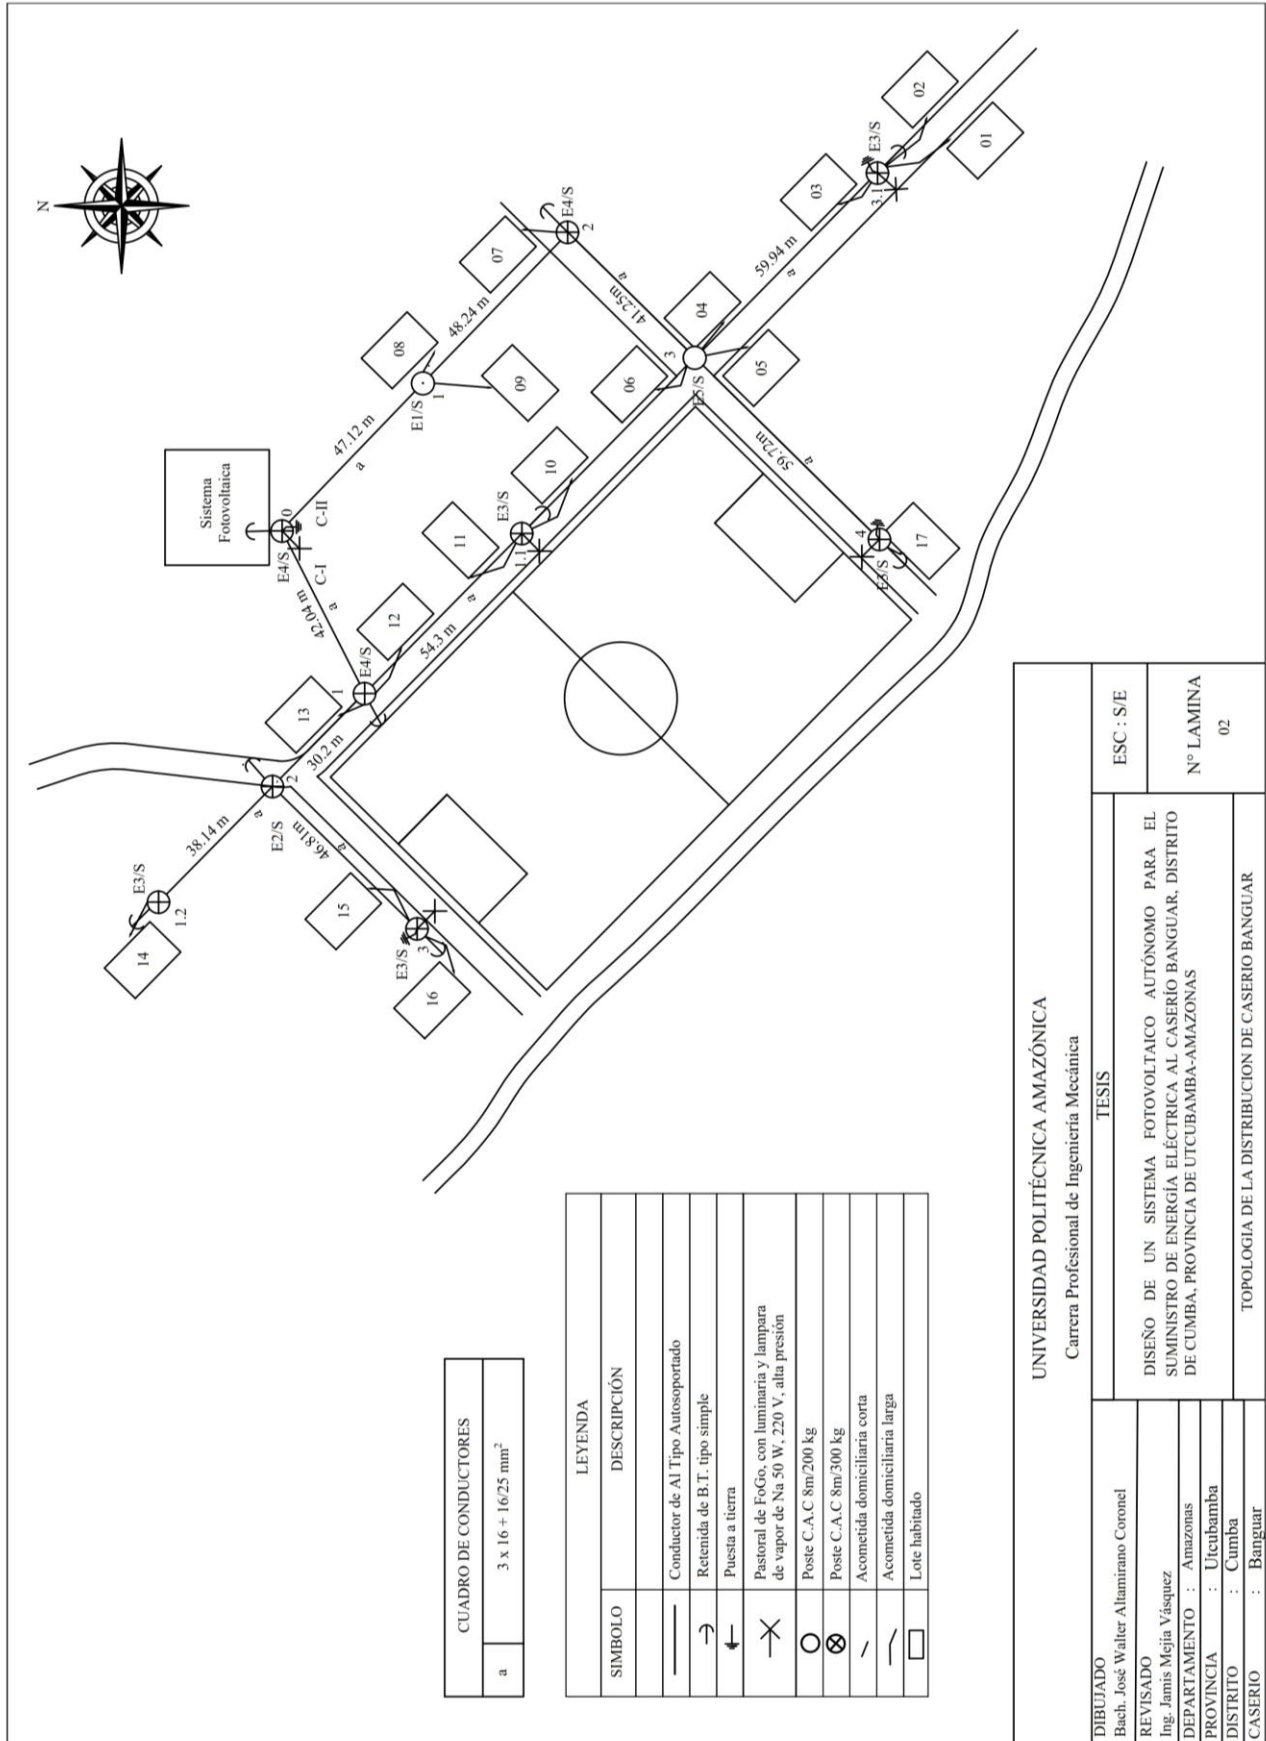 N
Sistema
Fotovoltaica
E4/S
0
C-I
C-II
42.04 m
a
47.12 m
a
E1/S
1
08
09
48.24 m
07
E4/S
2
41.25m
a
3
E5/S
04
05
06
59.94 m
a
03
3.1
E3/S
02
01
59.72m
a
4
E3/S
17
10
E3/S
1.1
11
54.3 m
a
12
1
E4/S
13
30.2 m
2
E2/S
38.14 m
a
E3/S
1.2
14
46.81m
a
15
E3/S
3
16
CUADRO DE CONDUCTORES
a
3 x 16 + 16/25 mm²
LEYENDA
SIMBOLO
DESCRIPCIÓN
Conductor de Al Tipo Autosoportado
Retenida de B.T. tipo simple
Puesta a tierra
Pastoral de FoGo, con luminaria y lampara
de vapor de Na 50 W, 220 V, alta presión
Poste C.A.C 8m/200 kg
Poste C.A.C 8m/300 kg
Acometida domiciliaria corta
Acometida domiciliaria larga
Lote habitado
UNIVERSIDAD POLITÉCNICA AMAZÓNICA
Carrera Profesional de Ingeniería Mecánica
DIBUJADO
Bach. José Walter Altamirano Coronel
REVISADO
Ing. Jamis Mejía Vásquez
DEPARTAMENTO : Amazonas
PROVINCIA : Utcubamba
DISTRITO : Cumba
CASERIO : Banguar
TESIS
DISEÑO DE UN SISTEMA FOTOVOLTAICO AUTÓNOMO PARA EL
SUMINISTRO DE ENERGÍA ELÉCTRICA AL CASERÍO BANGUAR, DISTRITO
DE CUMBA, PROVINCIA DE UTCUBAMBA-AMAZONAS
TOPOLOGIA DE LA DISTRIBUCION DE CASERIO BANGUAR
ESC : S/E
N° LAMINA
02